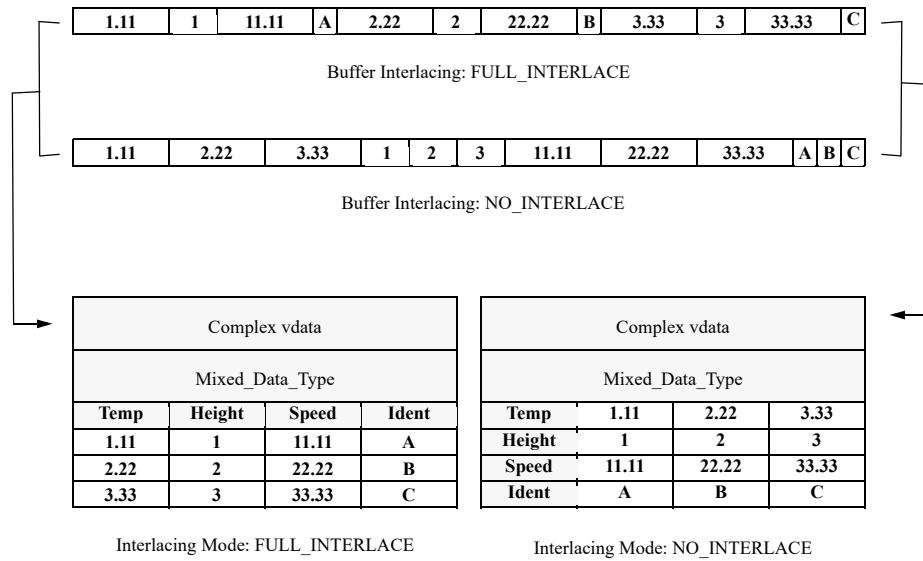 1.11 1 11.11 A 2.22 2 22.22 B 3.33 3 33.33 C
Buffer Interlacing: FULL_INTERLACE
1.11 2.22 3.33 1 2 3 11.11 22.22 33.33 A B C
Buffer Interlacing: NO_INTERLACE
Complex vdata
Mixed_Data_Type
Temp Height Speed Ident
1.11 1 11.11 A
2.22 2 22.22 B
3.33 3 33.33 C
Interlacing Mode: FULL_INTERLACE
Complex vdata
Mixed_Data_Type
Temp 1.11 2.22 3.33
Height 1 2 3
Speed 11.11 22.22 33.33
Ident A B C
Interlacing Mode: NO_INTERLACE